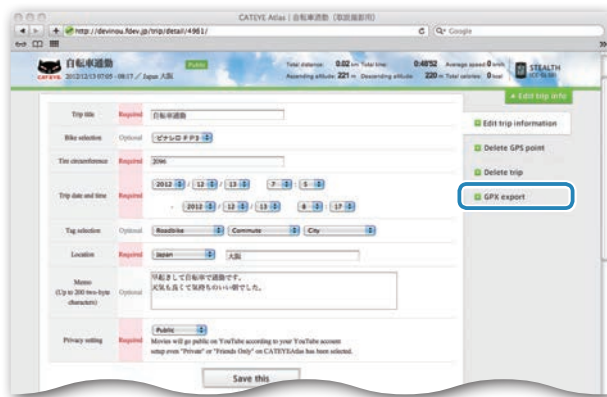 CATEYE Atlas | 自転車通勤 (取説撮影用)
http://devinou.fdev.jp/trip/detail/4961/
Google
CATEYE
自転車通勤
Public
2012/12/13 07:05 - 08:17 / Japan 大阪
Total distance: 0.02 km Total time: 0:48'52 Average speed 0 km/h
Ascending altitude: 221 m Descending altitude: 220 m Total calories: 0 kcal
STEALTH
Edit trip info
Edit trip information
Delete GPS point
Delete trip
GPX export
Trip title Required 自転車通勤
Bike selection Optional ピナレロ F P3
Tire circumference Required 2096
Trip date and time Required 2012 / 12 / 13 7 : 5
- 2012 / 12 / 13 8 : 17
Tag selection Optional Roadbike Commute City
Location Required Japan 大阪
Memo
(Up to 200 two-byte
characters)
Optional
早起きして自転車で通勤です。
天気も良くて気持ちのいい朝でした。
Privacy setting Required Public
Movies will go public on YouTube according to your YouTube account
setup even "Private" or "Friends Only" on CATEYEAtlas has been selected.
Save this